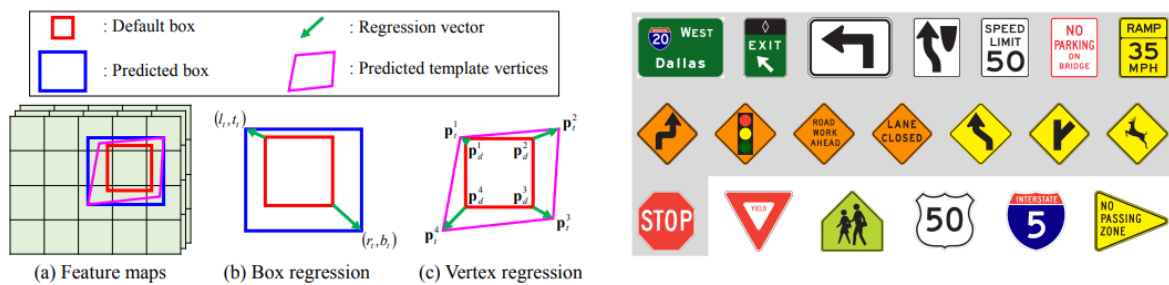 : Default box
: Regression vector
: Predicted box
: Predicted template vertices
(l_t, t_t)
(r_t, b_t)
p_t^1
p_t^2
p_d^1
p_d^2
p_d^4
p_d^3
p_t^4
p_t^3
(a) Feature maps
(b) Box regression
(c) Vertex regression
INTERSTATE
20
WEST
Dallas
EXIT
SPEED
LIMIT
50
NO
PARKING
ON
BRIDGE
RAMP
35
MPH
ROAD
WORK
AHEAD
LANE
CLOSED
STOP
YIELD
50
INTERSTATE
5
NO
PASSING
ZONE